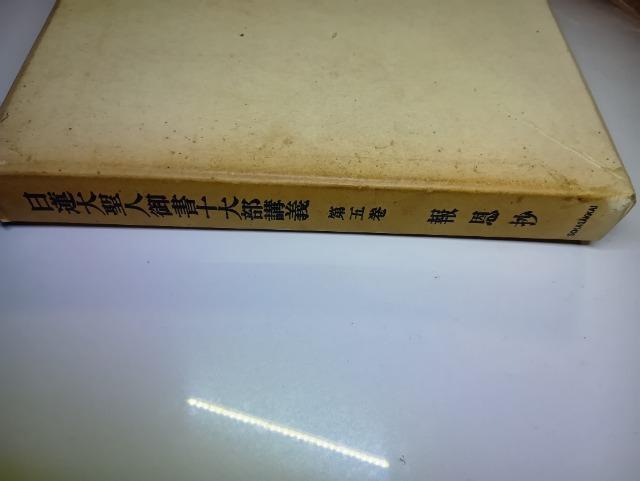 日蓮大聖人御書十大部講義 第五巻 報恩抄